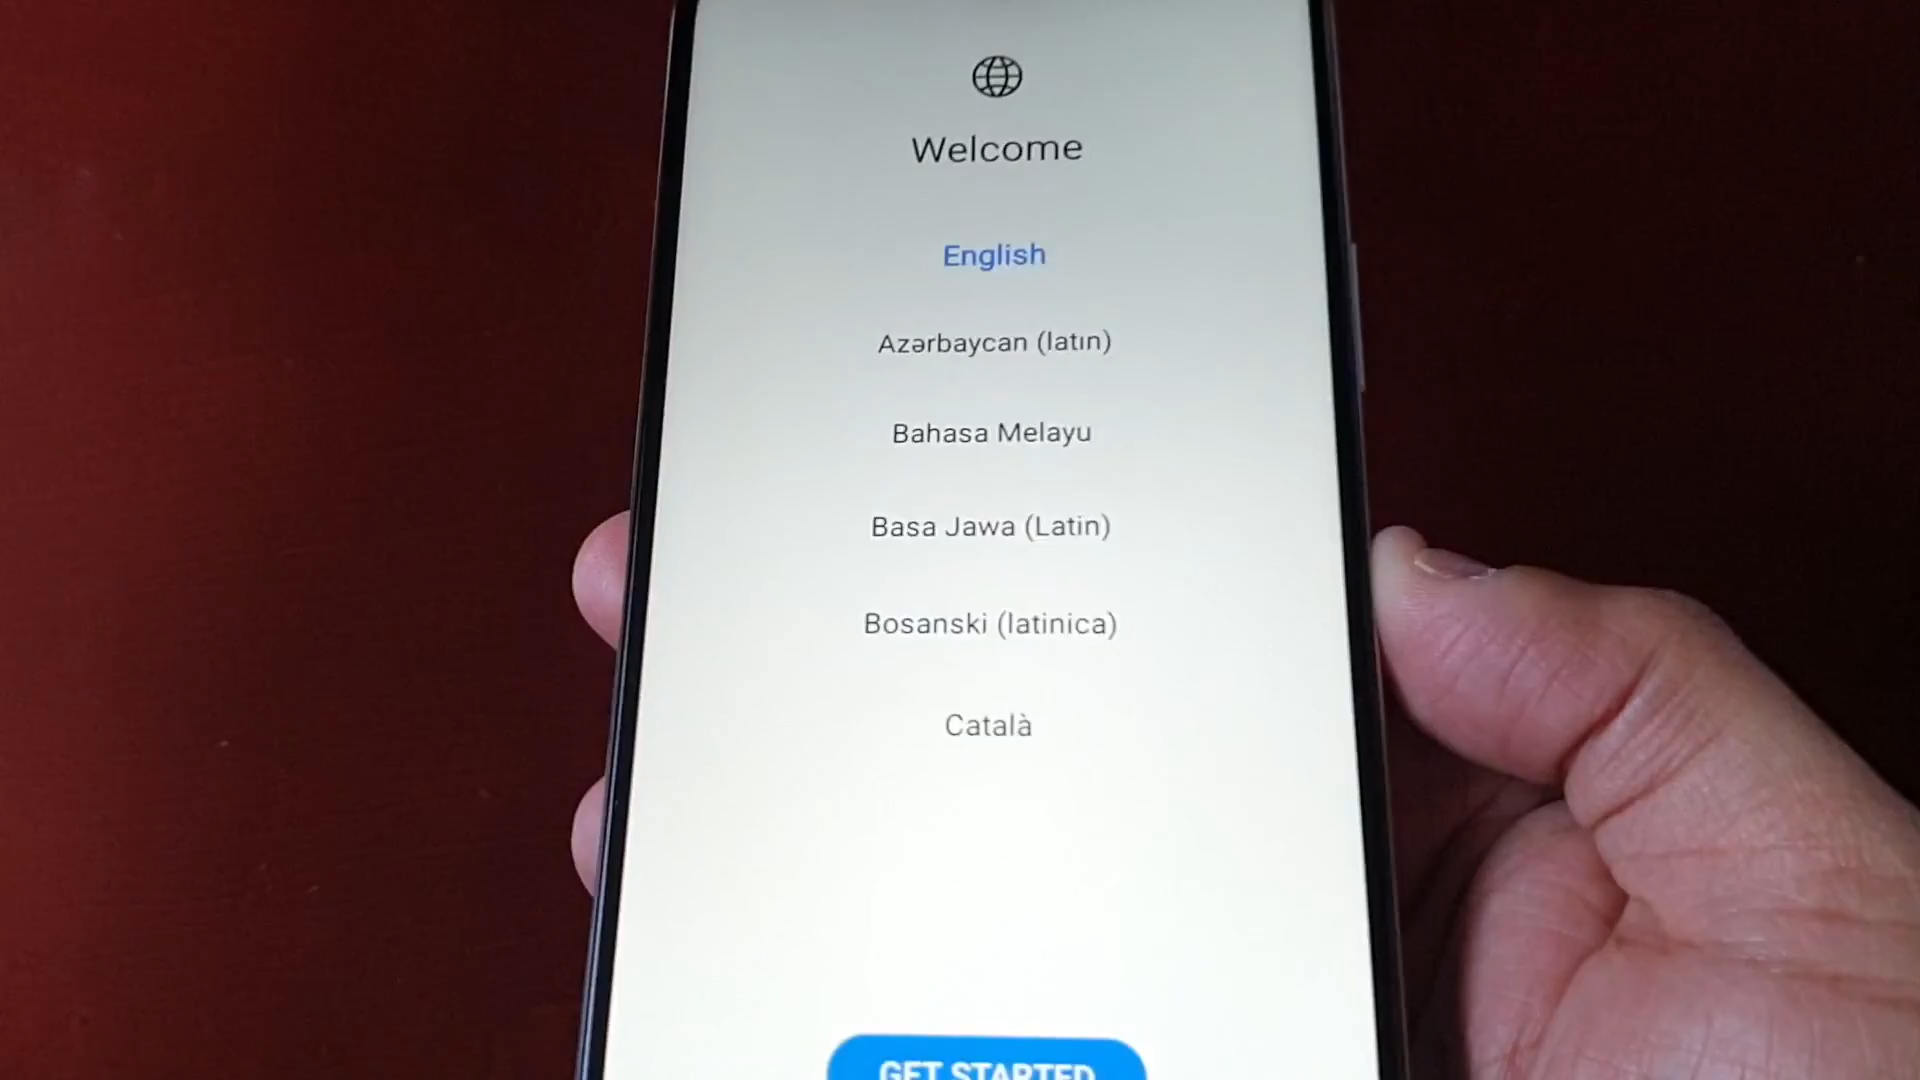 Welcome
English
Azərbaycan (latın)
Bahasa Melayu
Basa Jawa (Latin)
Bosanski (latinica)
Català
GET STARTED